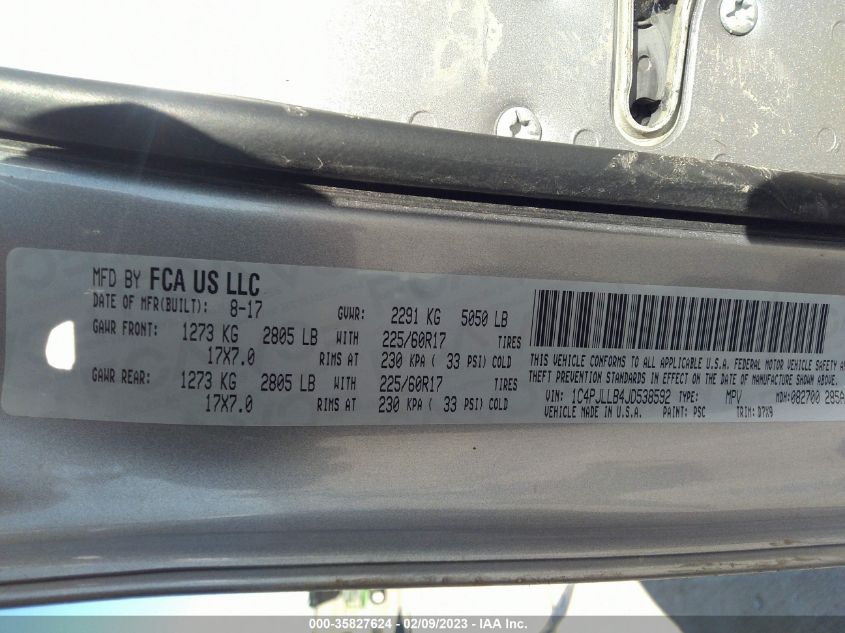 MFD BY FCA US LLC
DATE OF MFR(BUILT): 8-17 GVWR: 2291 KG 5050 LB
GAWR FRONT: 1273 KG 2805 LB WITH 225/60R17 TIRES
17X7.0 RIMS AT 230 KPA ( 33 PSI) COLD
GAWR REAR: 1273 KG 2805 LB WITH 225/60R17 TIRES
17X7.0 RIMS AT 230 KPA ( 33 PSI) COLD
THIS VEHICLE CONFORMS TO ALL APPLICABLE U.S.A. FEDERAL MOTOR VEHICLE SAFETY
THEFT PREVENTION STANDARDS IN EFFECT ON THE DATE OF MANUFACTURE SHOWN ABOVE.
VIN: 1C4PJLLB4JD538592 TYPE: MPV MDH:082700 285A
VEHICLE MADE IN U.S.A. PAINT: PSC TRIM: D7X9
000-35827624 - 02/09/2023 - IAA Inc.